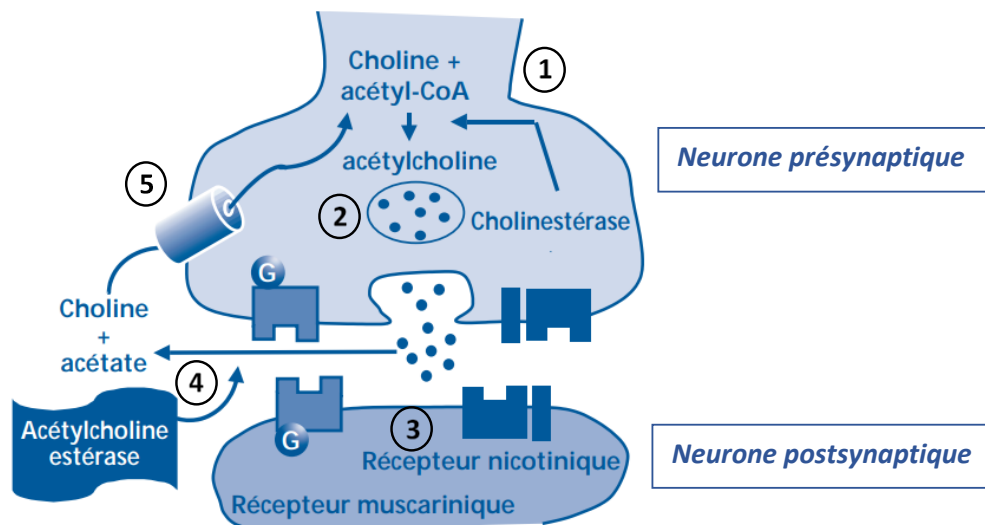 1
Choline +
acétyl-CoA
acétylcholine
Neurone présynaptique
5
2
Cholinestérase
G
Choline
+
acétate
4
Acétylcholine
estérase
3
G
Récepteur nicotinique
Récepteur muscarinique
Neurone postsynaptique